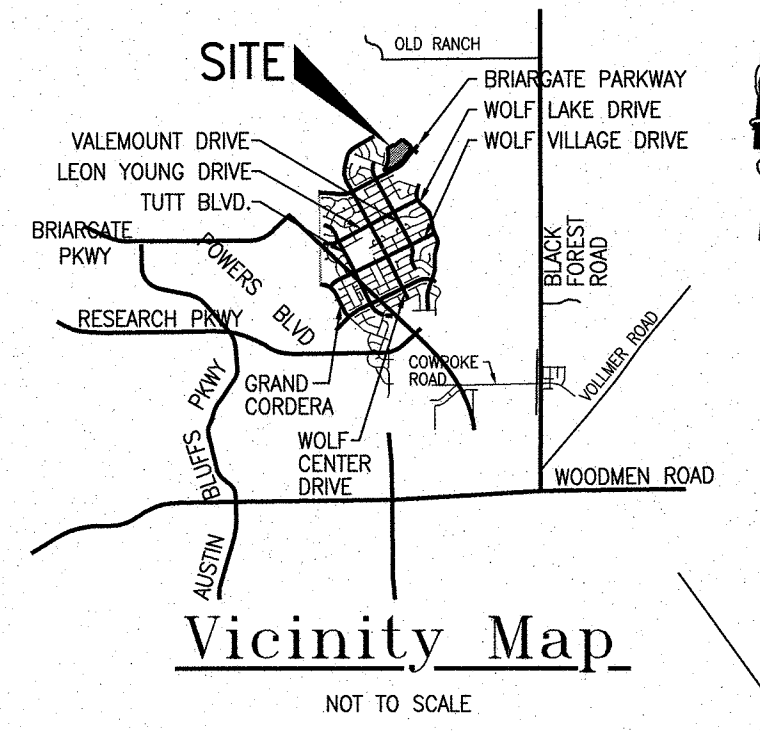 OLD RANCH
SITE
BRIARGATE PARKWAY
WOLF LAKE DRIVE
WOLF VILLAGE DRIVE
VALEMOUNT DRIVE
LEON YOUNG DRIVE
TUTT BLVD.
BRIARGATE
PKWY
POWERS BLVD
BLACK
FOREST
ROAD
RESEARCH PKWY
VOLLMER ROAD
COWPOKE
ROAD
GRAND
CORDERA
WOLF
CENTER
DRIVE
AUSTIN BLUFFS PKWY
WOODMEN ROAD
Vicinity Map
NOT TO SCALE